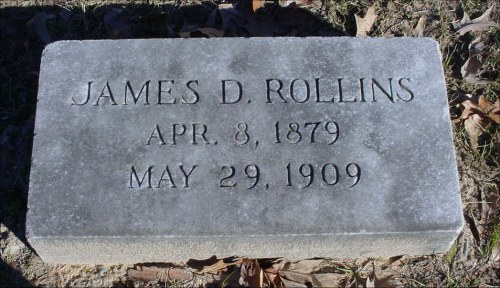 JAMES D. ROLLINS
APR. 8, 1879
MAY 29, 1909